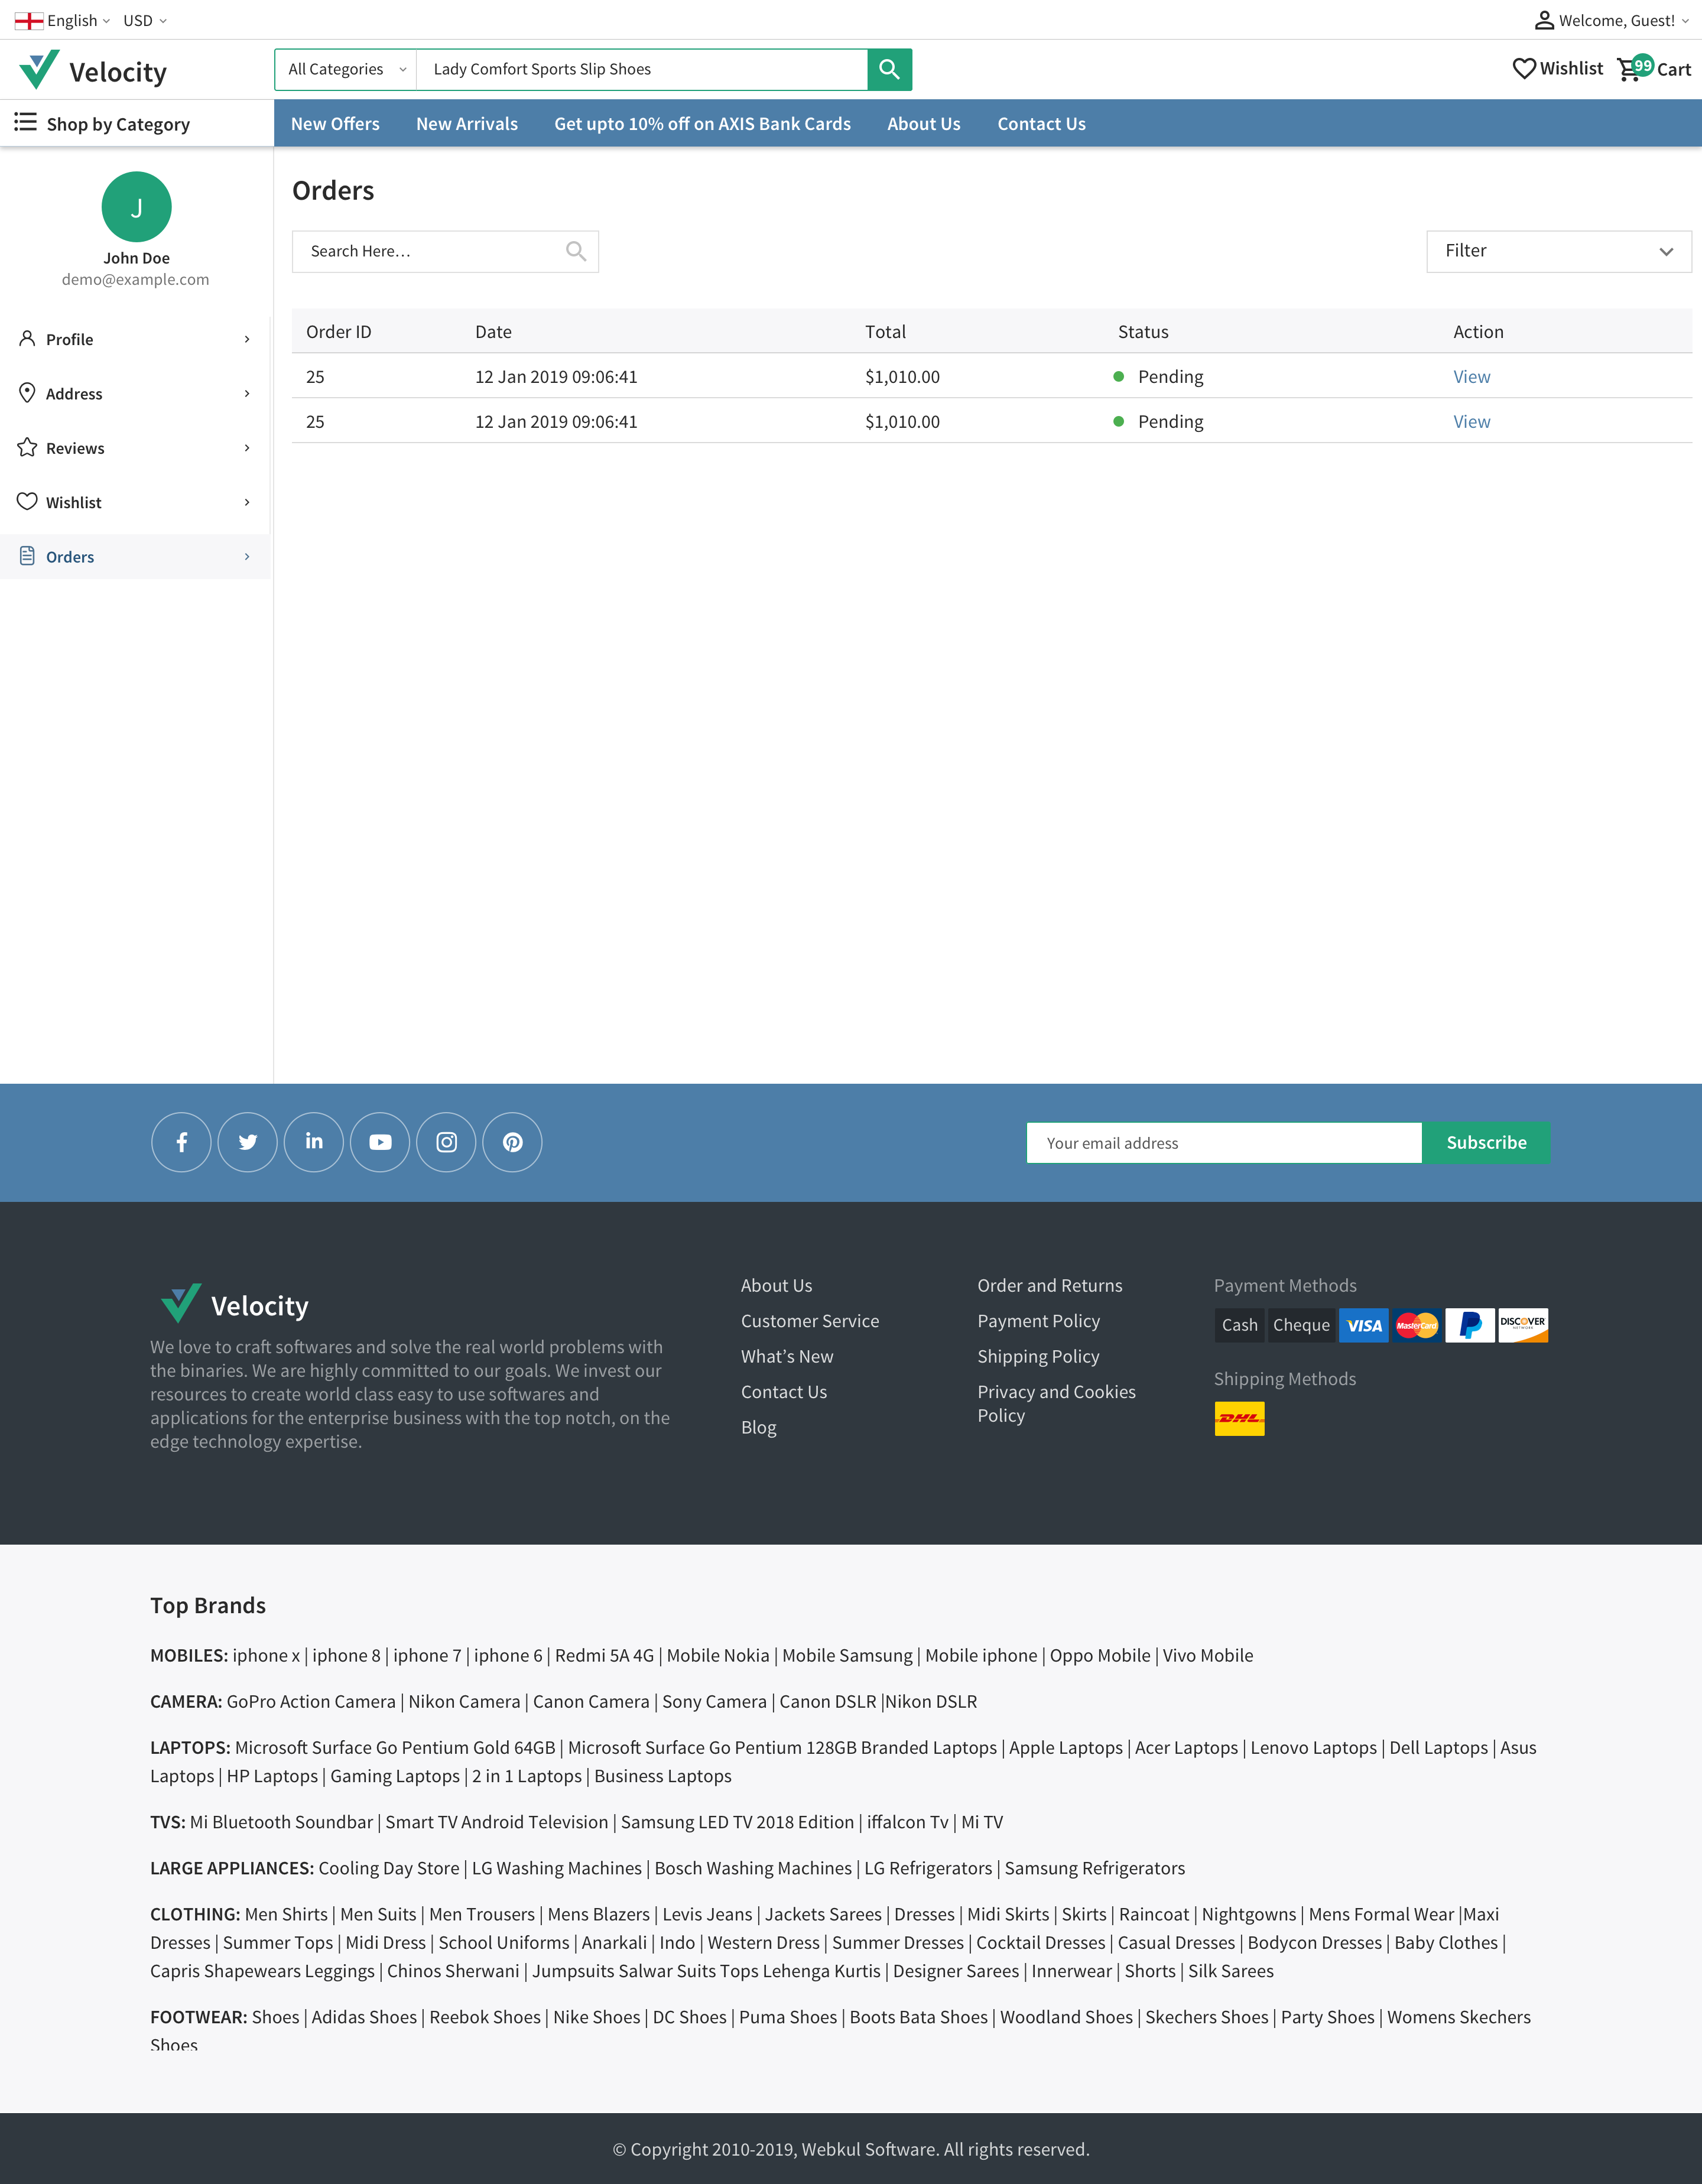 English USD Welcome, Guest!
Velocity All Categories Lady Comfort Sports Slip Shoes Wishlist 99 Cart
Shop by Category New Offers New Arrivals Get upto 10% off on AXIS Bank Cards About Us Contact Us
J
John Doe
demo@example.com
Profile
Address
Reviews
Wishlist
Orders
Orders
Search Here... Filter
Order ID Date Total Status Action
25 12 Jan 2019 09:06:41 $1,010.00 Pending View
25 12 Jan 2019 09:06:41 $1,010.00 Pending View
Your email address Subscribe
Velocity
We love to craft softwares and solve the real world problems with
the binaries. We are highly committed to our goals. We invest our
resources to create world class easy to use softwares and
applications for the enterprise business with the top notch, on the
edge technology expertise.
About Us
Customer Service
What’s New
Contact Us
Blog
Order and Returns
Payment Policy
Shipping Policy
Privacy and Cookies
Policy
Payment Methods
Cash Cheque VISA MasterCard DISCOVER
NETWORK
Shipping Methods
DHL
Top Brands
MOBILES: iphone x | iphone 8 | iphone 7 | iphone 6 | Redmi 5A 4G | Mobile Nokia | Mobile Samsung | Mobile iphone | Oppo Mobile | Vivo Mobile
CAMERA: GoPro Action Camera | Nikon Camera | Canon Camera | Sony Camera | Canon DSLR |Nikon DSLR
LAPTOPS: Microsoft Surface Go Pentium Gold 64GB | Microsoft Surface Go Pentium 128GB Branded Laptops | Apple Laptops | Acer Laptops | Lenovo Laptops | Dell Laptops | Asus
Laptops | HP Laptops | Gaming Laptops | 2 in 1 Laptops | Business Laptops
TVS: Mi Bluetooth Soundbar | Smart TV Android Television | Samsung LED TV 2018 Edition | iffalcon Tv | Mi TV
LARGE APPLIANCES: Cooling Day Store | LG Washing Machines | Bosch Washing Machines | LG Refrigerators | Samsung Refrigerators
CLOTHING: Men Shirts | Men Suits | Men Trousers | Mens Blazers | Levis Jeans | Jackets Sarees | Dresses | Midi Skirts | Skirts | Raincoat | Nightgowns | Mens Formal Wear |Maxi
Dresses | Summer Tops | Midi Dress | School Uniforms | Anarkali | Indo | Western Dress | Summer Dresses | Cocktail Dresses | Casual Dresses | Bodycon Dresses | Baby Clothes |
Capris Shapewears Leggings | Chinos Sherwani | Jumpsuits Salwar Suits Tops Lehenga Kurtis | Designer Sarees | Innerwear | Shorts | Silk Sarees
FOOTWEAR: Shoes | Adidas Shoes | Reebok Shoes | Nike Shoes | DC Shoes | Puma Shoes | Boots Bata Shoes | Woodland Shoes | Skechers Shoes | Party Shoes | Womens Skechers
Shoes
© Copyright 2010-2019, Webkul Software. All rights reserved.